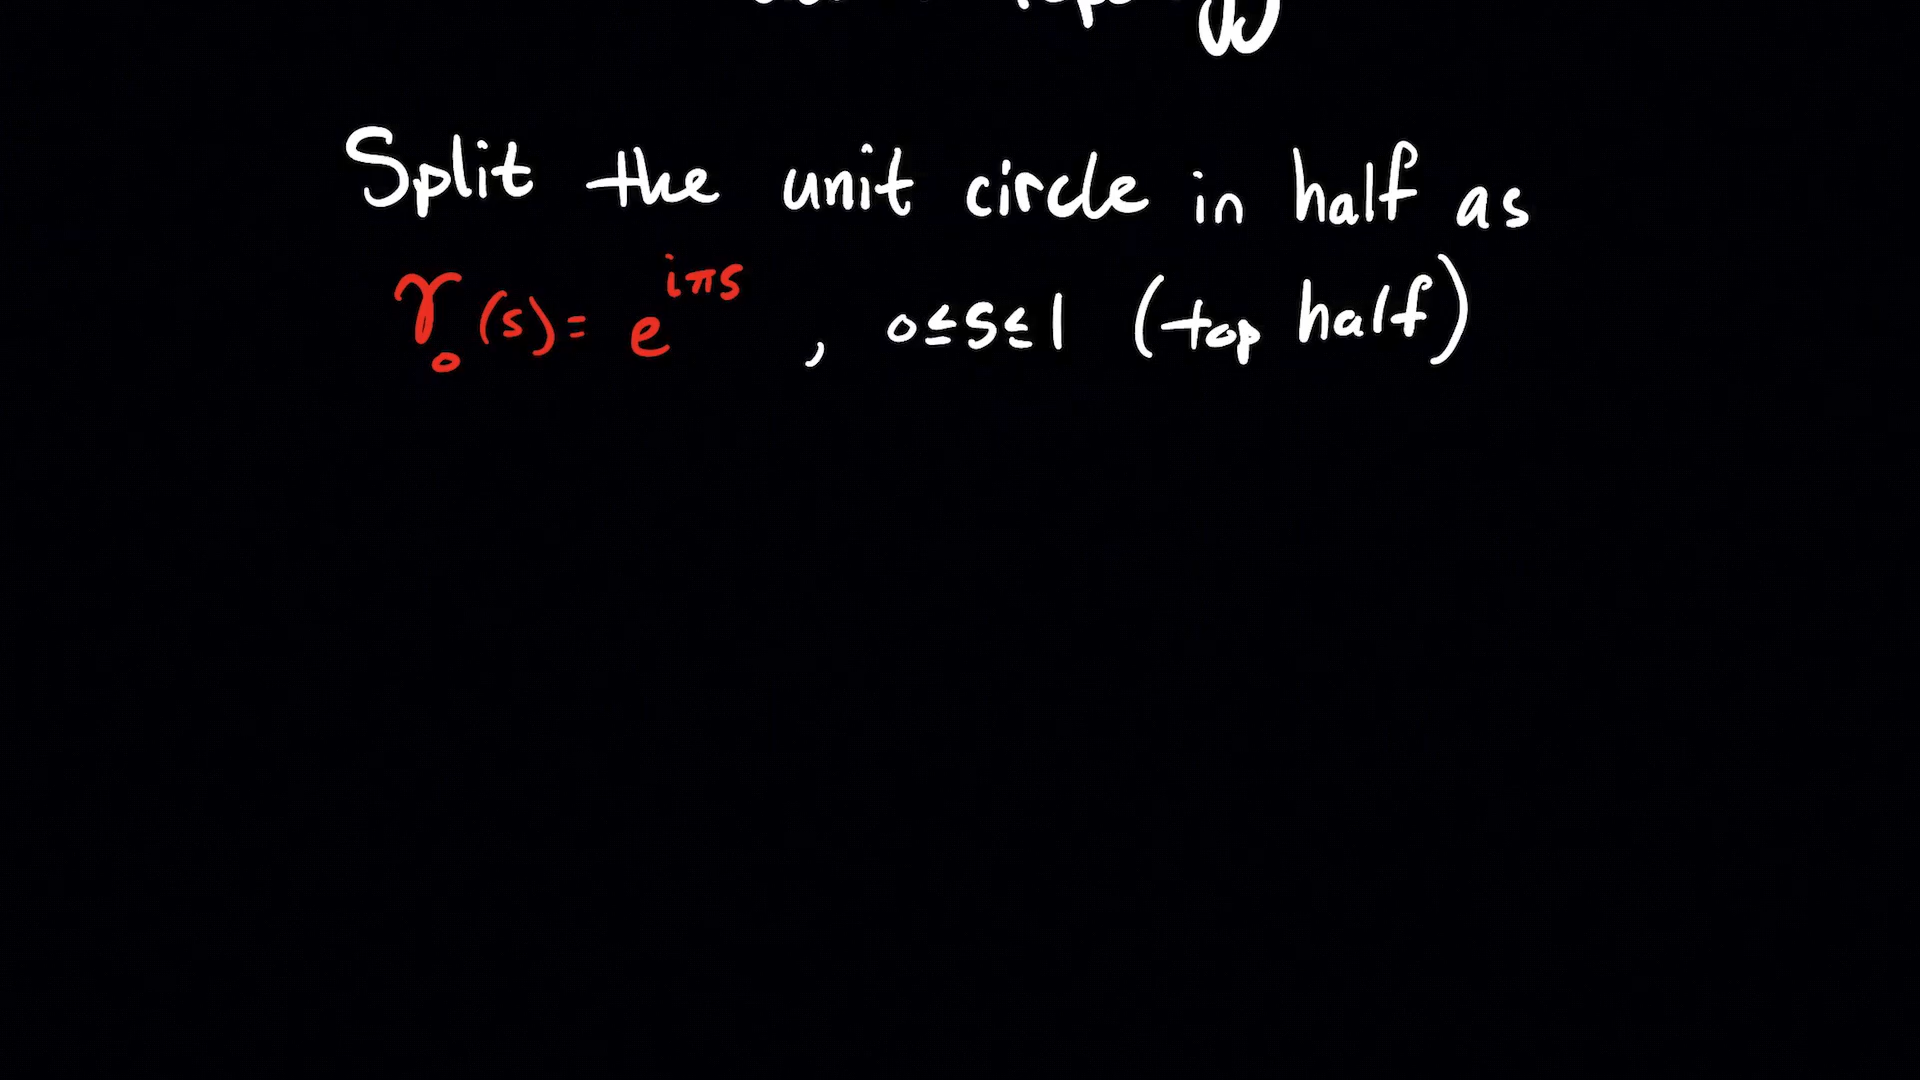 Split the unit circle in half as
γ₀(s) = e^{iπs} , 0≤s≤1 (top half)